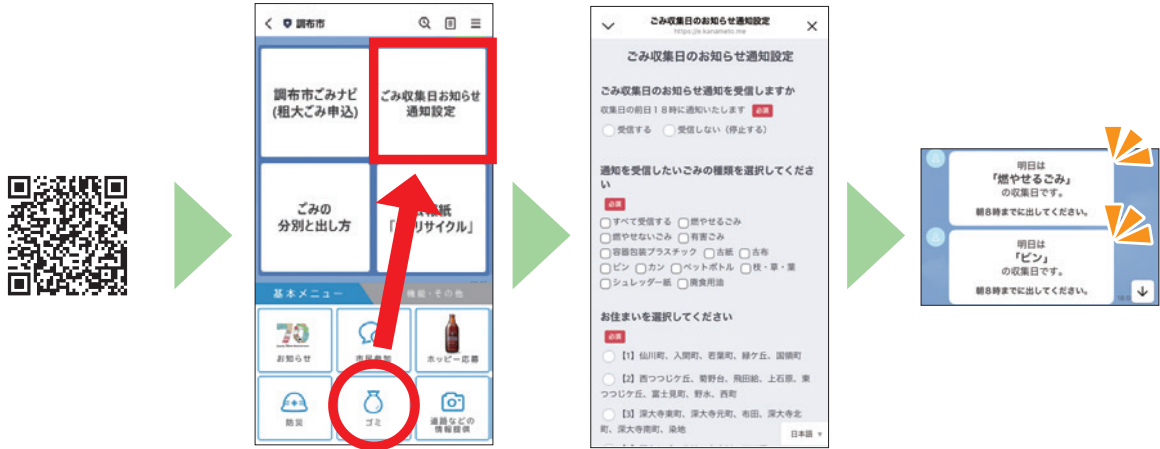 調布市
調布市ごみナビ
(粗大ごみ申込)
ごみ収集日お知らせ
通知設定
ごみの
分別と出し方
紙
「 リサイクル」
基本メニュー
機能・その他
70
お知らせ
市民参加
ホッピー応募
防災
ゴミ
道路などの
情報提供
ごみ収集日のお知らせ通知設定
https://e.kanameto.me
ごみ収集日のお知らせ通知設定
ごみ収集日のお知らせ通知を受信しますか
収集日の前日18時に通知いたします 必須
受信する 受信しない（停止する）
通知を受信したいごみの種類を選択してくださ
い
必須
すべて受信する 燃やせるごみ
燃やせないごみ 有害ごみ
容器包装プラスチック 古紙 古布
ビン カン ペットボトル 枝・草・葉
シュレッダー紙 廃食用油
お住まいを選択してください
必須
【1】仙川町、入間町、若葉町、緑ケ丘、国領町
【2】西つつじケ丘、菊野台、飛田給、上石原、東
つつじケ丘、富士見町、野水、西町
【3】深大寺東町、深大寺元町、布田、深大寺北
町、深大寺南町、染地
日本語
明日は
「燃やせるごみ」
の収集日です。
朝8時までに出してください。
明日は
「ビン」
の収集日です。
朝8時までに出してください。